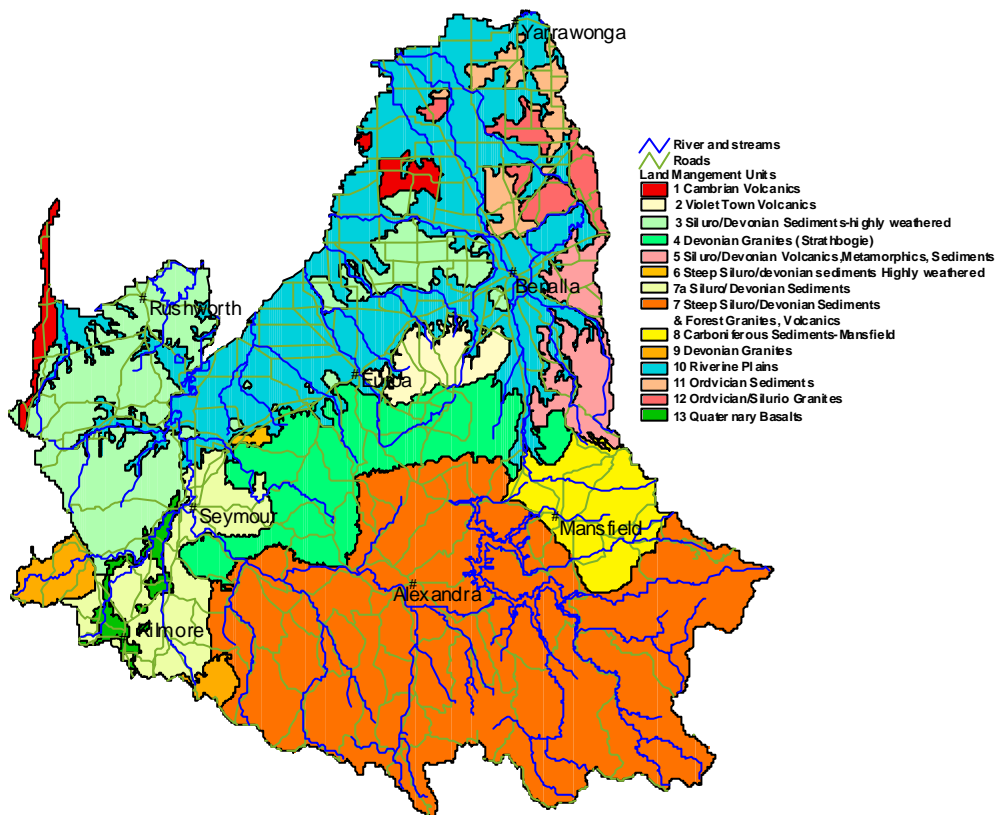 #Yarrawonga
River and streams
Roads
Land Mangement Units
1 Cambrian Volcanics
2 Violet Town Volcanics
3 Siluro/Devonian Sediments-highly weathered
4 Devonian Granites (Strathbogie)
5 Siluro/Devonian Volcanics,Metamorphics, Sediments
6 Steep Siluro/devonian sediments Highly weathered
7a Siluro/ Devonian Sediments
7 Steep Siluro/Devonian Sediments
& Forest Granites, Volcanics
8 Carboniferous Sediments-Mansfield
9 Devonian Granites
10 Riverine Plains
11 Ordvician Sediments
12 Ordvician/Silurio Granites
13 Quaternary Basalts
#Benalla
#Rushworth
#Euroa
#Seymour
#Mansfield
#Alexandra
#Kilmore